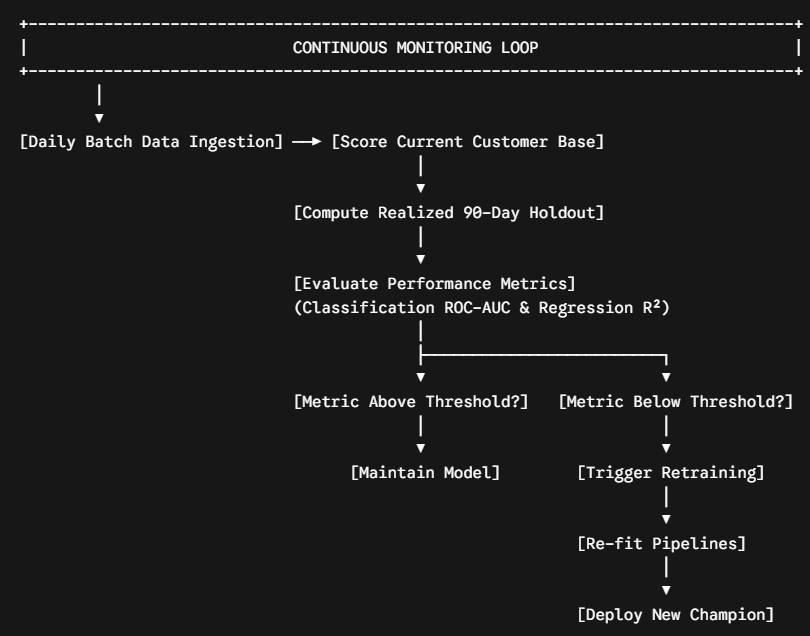 CONTINUOUS MONITORING LOOP
[Daily Batch Data Ingestion] ──► [Score Current Customer Base]
[Compute Realized 90-Day Holdout]
[Evaluate Performance Metrics]
(Classification ROC-AUC & Regression R²)
[Metric Above Threshold?] [Metric Below Threshold?]
[Maintain Model] [Trigger Retraining]
[Re-fit Pipelines]
[Deploy New Champion]